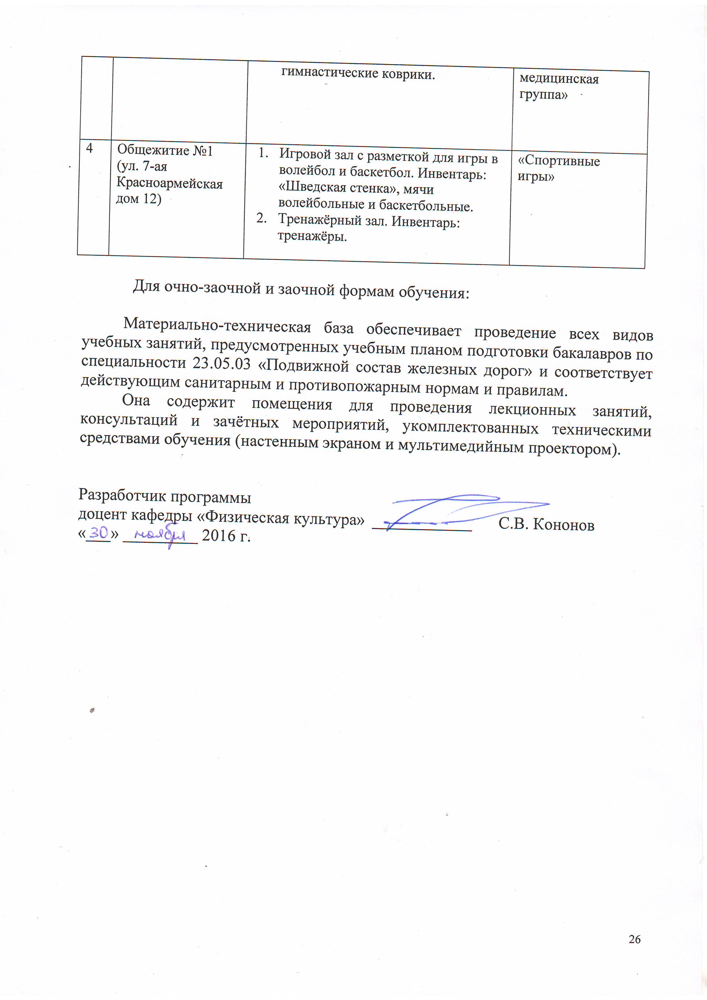 гимнастические коврики.
медицинская
группа»
4
Общежитие №1
(ул. 7-ая
Красноармейская
дом 12)
1. Игровой зал с разметкой для игры в
волейбол и баскетбол. Инвентарь:
«Шведская стенка», мячи
волейбольные и баскетбольные.
2. Тренажёрный зал. Инвентарь:
тренажёры.
«Спортивные
игры»
Для очно-заочной и заочной формам обучения:
Материально-техническая база обеспечивает проведение всех видов
учебных занятий, предусмотренных учебным планом подготовки бакалавров по
специальности 23.05.03 «Подвижной состав железных дорог» и соответствует
действующим санитарным и противопожарным нормам и правилам.
Она содержит помещения для проведения лекционных занятий,
консультаций и зачётных мероприятий, укомплектованных техническими
средствами обучения (настенным экраном и мультимедийным проектором).
Разработчик программы
доцент кафедры «Физическая культура» С.В. Кононов
«30» ноября 2016 г.
26